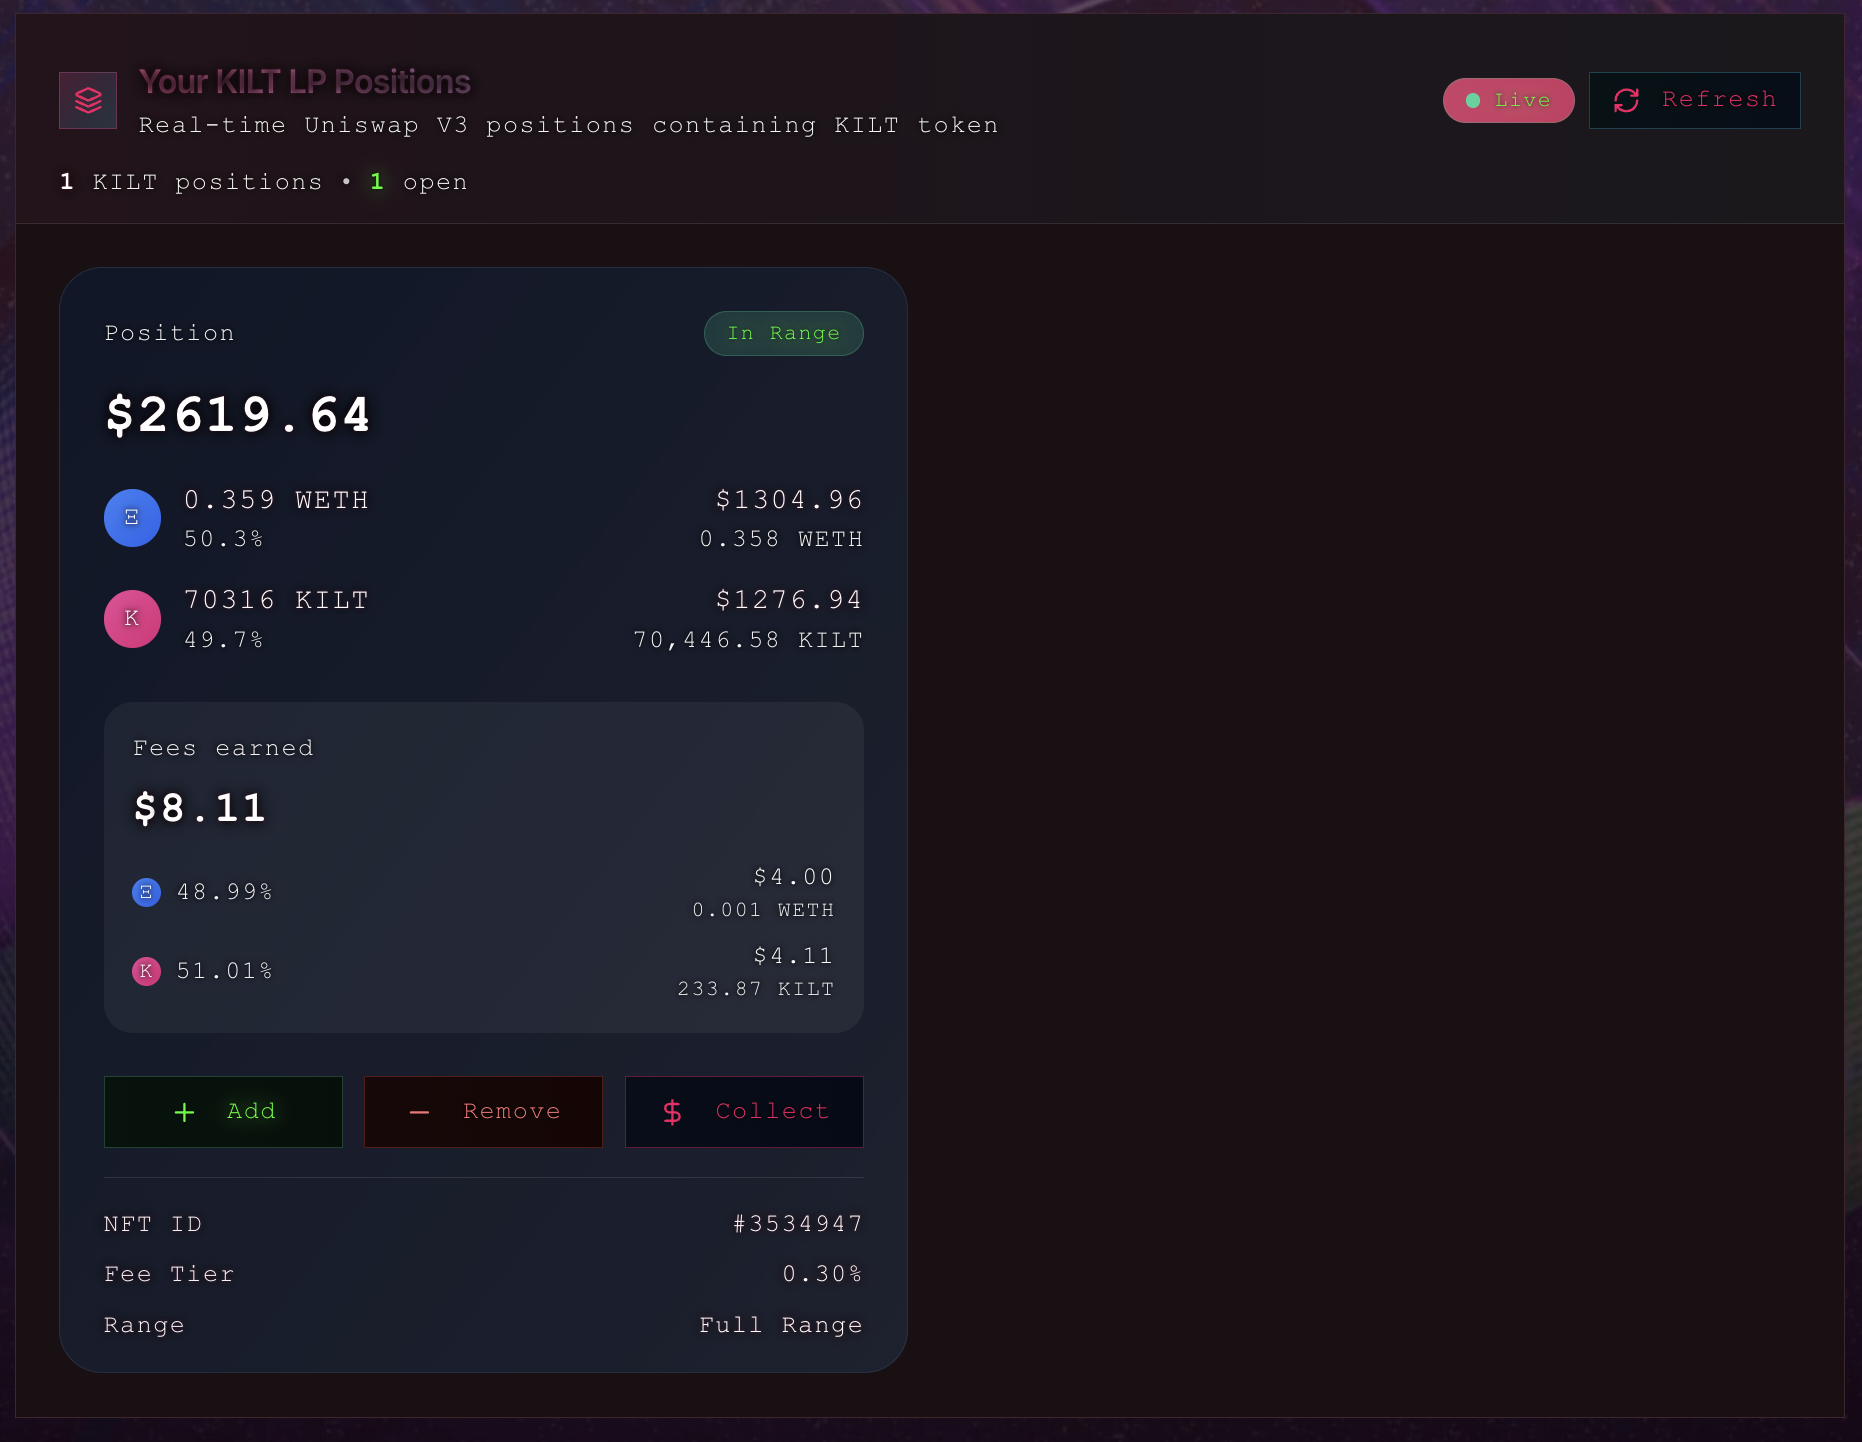 Your KILT LP Positions
Real-time Uniswap V3 positions containing KILT token
Live
Refresh
1 KILT positions • 1 open
Position
In Range
$2619.64
Ξ
0.359 WETH
$1304.96
50.3%
0.358 WETH
K
70316 KILT
$1276.94
49.7%
70,446.58 KILT
Fees earned
$8.11
Ξ 48.99%
$4.00
0.001 WETH
K 51.01%
$4.11
233.87 KILT
+ Add
− Remove
$ Collect
NFT ID
#3534947
Fee Tier
0.30%
Range
Full Range